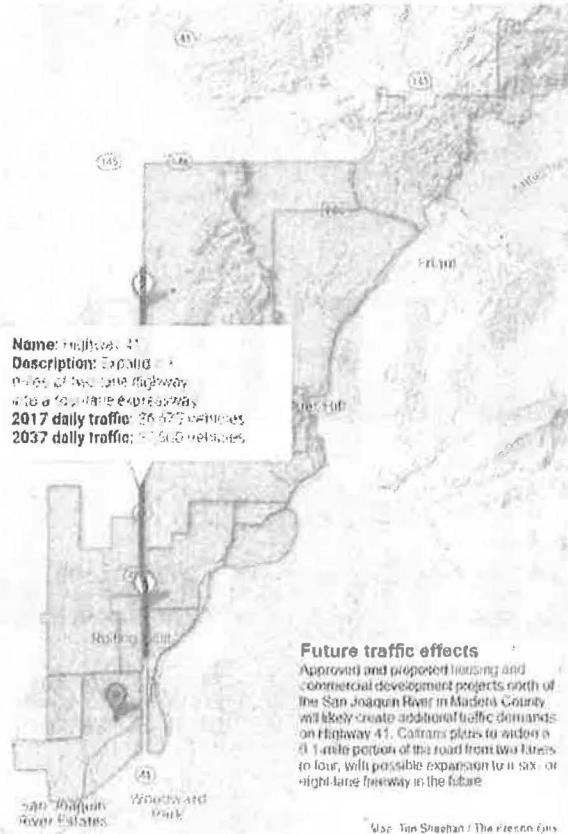 41
145
145
Friant
Name: Highway 41
Description: Expand
miles of two-lane highway
into a four-lane expressway
2017 daily traffic: vehicles
2037 daily traffic: vehicles
Rolling Hills
41
San Joaquin
River Estates
Woodward
Park
Future traffic effects
Approved and proposed housing and
commercial development projects north of
the San Joaquin River in Madera County
will likely create additional traffic demands
on Highway 41. Caltrans plans to widen a
-mile portion of the road from two lanes
to four, with possible expansion to a six- or
eight-lane freeway in the future
Map: Tim Sheehan / The Fresno Bee